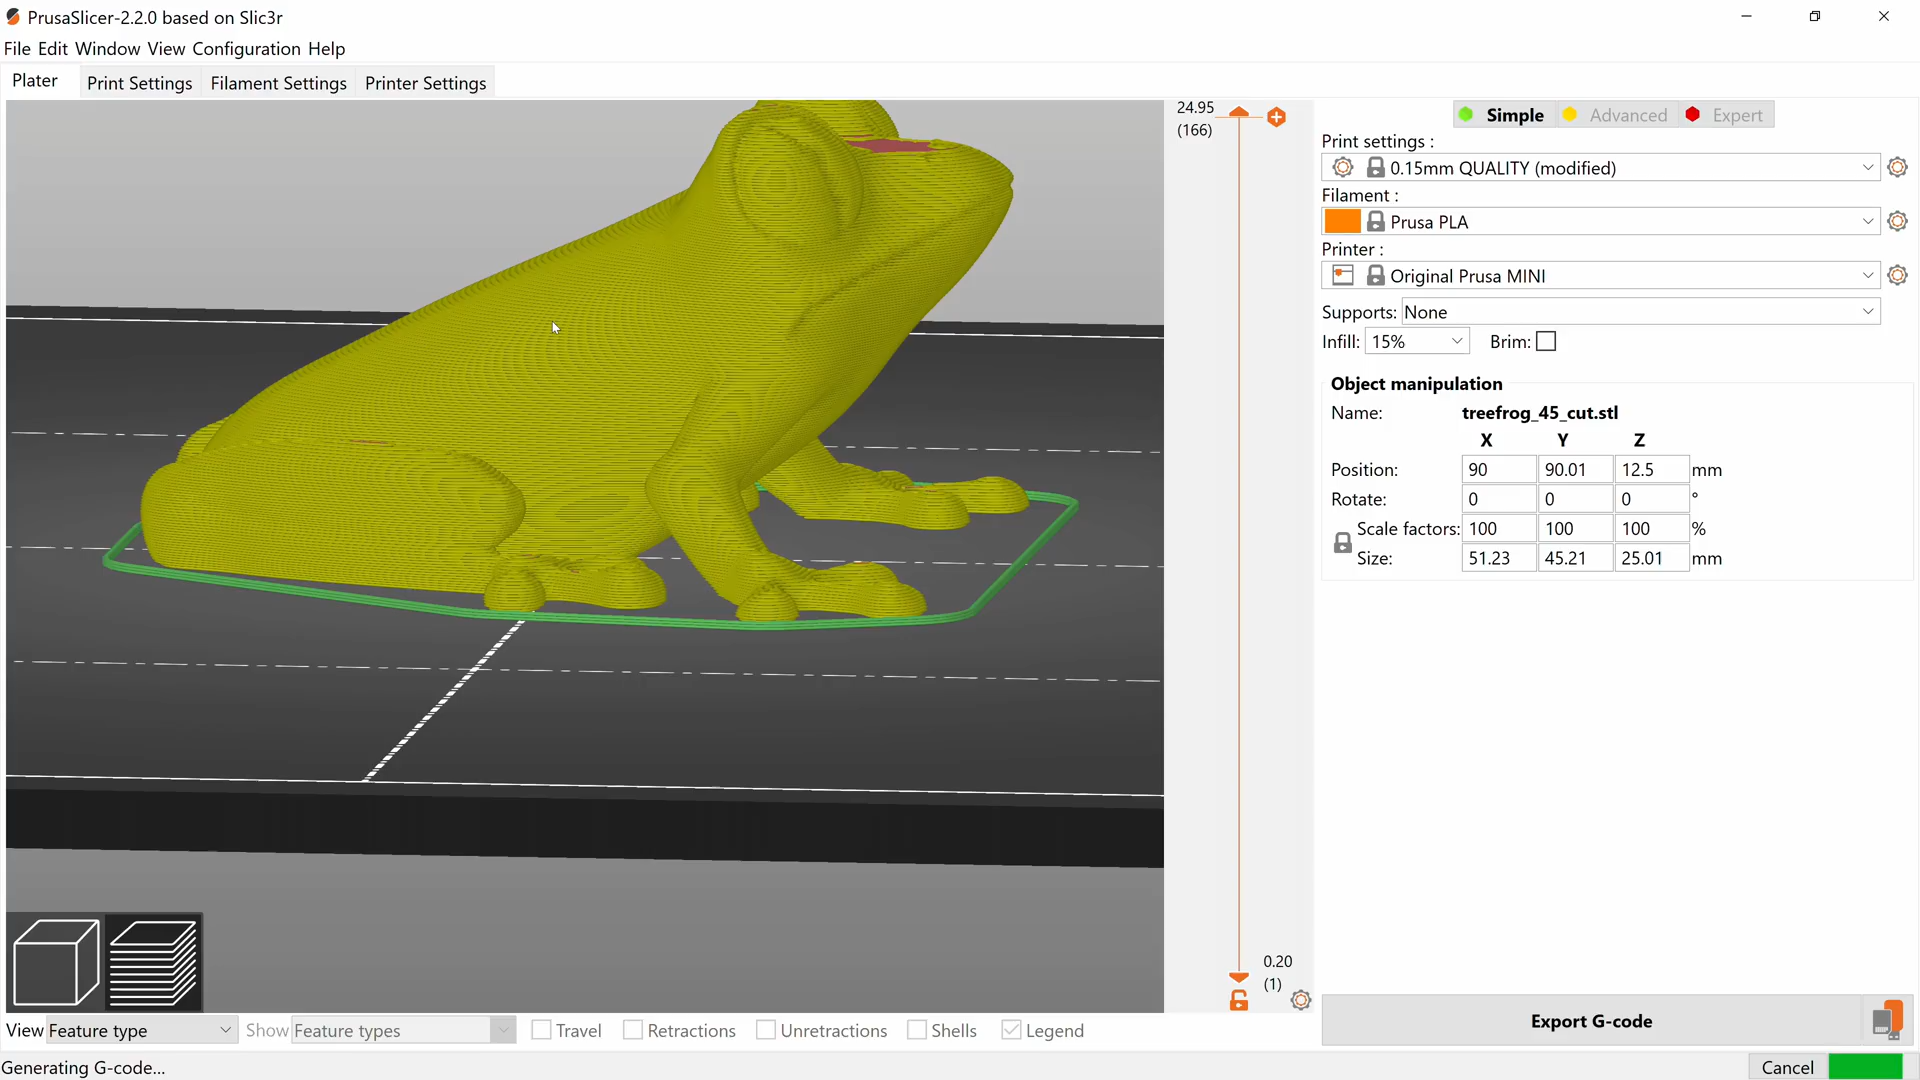 PrusaSlicer-2.2.0 based on Slic3r
File Edit Window View Configuration Help
Plater Print Settings Filament Settings Printer Settings
24.95
(166)
Simple Advanced Expert
Print settings :
0.15mm QUALITY (modified)
Filament :
Prusa PLA
Printer :
Original Prusa MINI
Supports: None
Infill: 15% Brim:
Object manipulation
Name: treefrog_45_cut.stl
X Y Z
Position: 90 90.01 12.5 mm
Rotate: 0 0 0 °
Scale factors: 100 100 100 %
Size: 51.23 45.21 25.01 mm
0.20
(1)
Export G-code
View Feature type Show Feature types Travel Retractions Unretractions Shells Legend
Generating G-code... Cancel